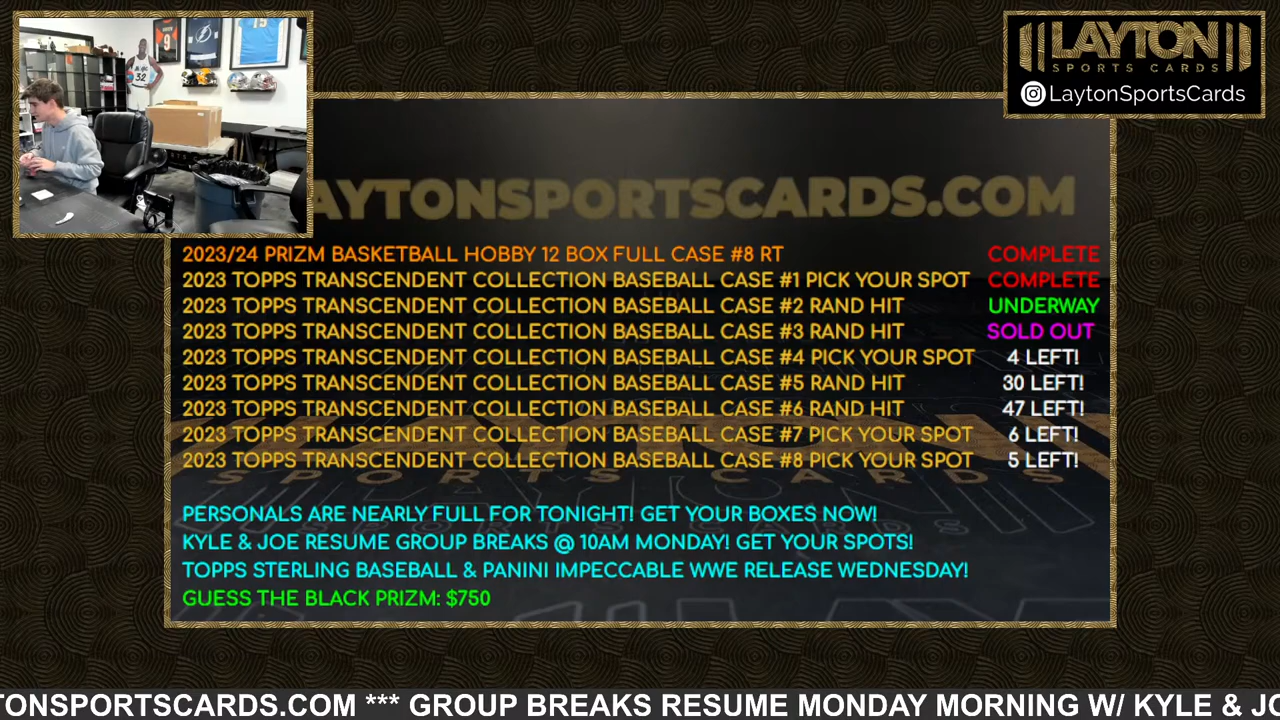 LAYTON
SPORTS CARDS
LaytonSportsCards
AYTONSPORTSCARDS.COM
2023/24 PRIZM BASKETBALL HOBBY 12 BOX FULL CASE #8 RT COMPLETE
2023 TOPPS TRANSCENDENT COLLECTION BASEBALL CASE #1 PICK YOUR SPOT COMPLETE
2023 TOPPS TRANSCENDENT COLLECTION BASEBALL CASE #2 RAND HIT UNDERWAY
2023 TOPPS TRANSCENDENT COLLECTION BASEBALL CASE #3 RAND HIT SOLD OUT
2023 TOPPS TRANSCENDENT COLLECTION BASEBALL CASE #4 PICK YOUR SPOT 4 LEFT!
2023 TOPPS TRANSCENDENT COLLECTION BASEBALL CASE #5 RAND HIT 30 LEFT!
2023 TOPPS TRANSCENDENT COLLECTION BASEBALL CASE #6 RAND HIT 47 LEFT!
2023 TOPPS TRANSCENDENT COLLECTION BASEBALL CASE #7 PICK YOUR SPOT 6 LEFT!
2023 TOPPS TRANSCENDENT COLLECTION BASEBALL CASE #8 PICK YOUR SPOT 5 LEFT!
SPORTS CARDS
PERSONALS ARE NEARLY FULL FOR TONIGHT! GET YOUR BOXES NOW!
KYLE & JOE RESUME GROUP BREAKS @ 10AM MONDAY! GET YOUR SPOTS!
TOPPS STERLING BASEBALL & PANINI IMPECCABLE WWE RELEASE WEDNESDAY!
GUESS THE BLACK PRIZM: $750
TONSPORTSCARDS.COM *** GROUP BREAKS RESUME MONDAY MORNING W/ KYLE & JO